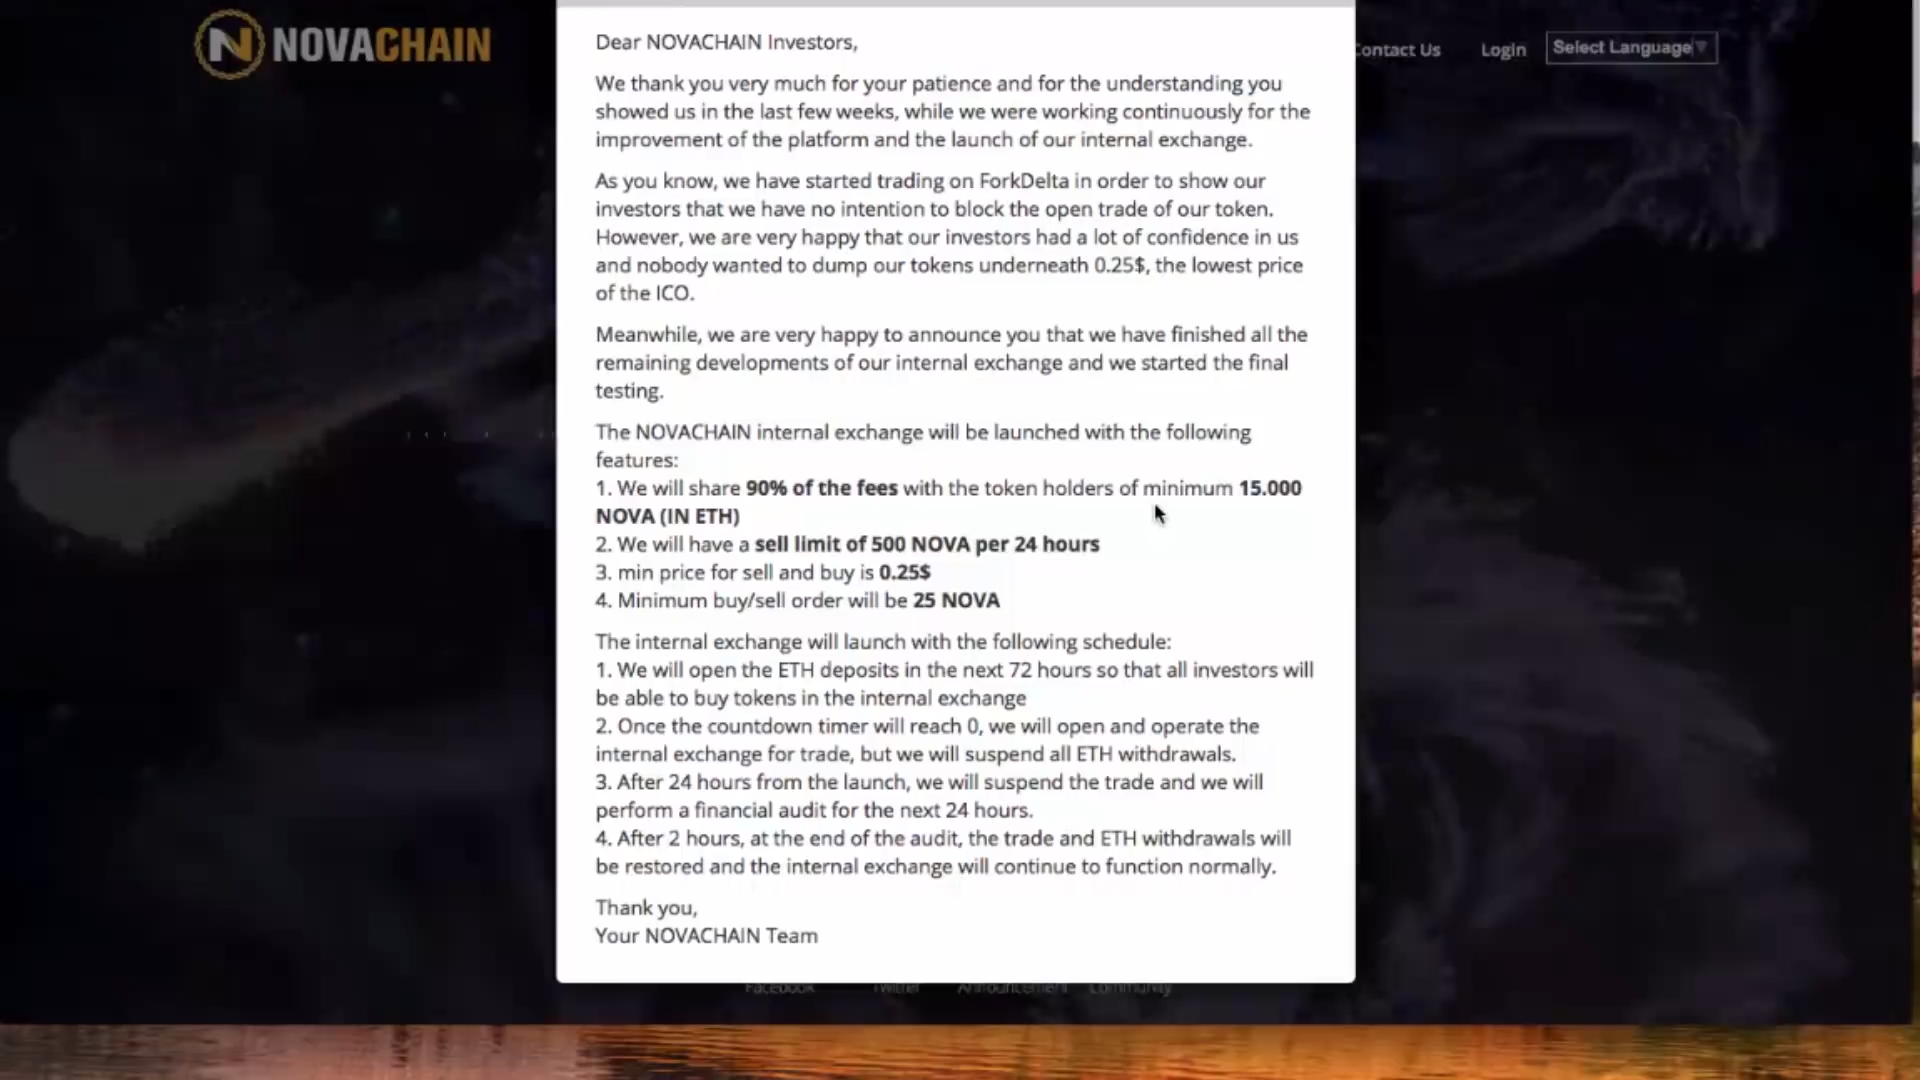 NOVACHAIN
Contact Us
Login
Select Language
Dear NOVACHAIN Investors,
We thank you very much for your patience and for the understanding you
showed us in the last few weeks, while we were working continuously for the
improvement of the platform and the launch of our internal exchange.
As you know, we have started trading on ForkDelta in order to show our
investors that we have no intention to block the open trade of our token.
However, we are very happy that our investors had a lot of confidence in us
and nobody wanted to dump our tokens underneath 0.25$, the lowest price
of the ICO.
Meanwhile, we are very happy to announce you that we have finished all the
remaining developments of our internal exchange and we started the final
testing.
The NOVACHAIN internal exchange will be launched with the following
features:
1. We will share 90% of the fees with the token holders of minimum 15.000
NOVA (IN ETH)
2. We will have a sell limit of 500 NOVA per 24 hours
3. min price for sell and buy is 0.25$
4. Minimum buy/sell order will be 25 NOVA
The internal exchange will launch with the following schedule:
1. We will open the ETH deposits in the next 72 hours so that all investors will
be able to buy tokens in the internal exchange
2. Once the countdown timer will reach 0, we will open and operate the
internal exchange for trade, but we will suspend all ETH withdrawals.
3. After 24 hours from the launch, we will suspend the trade and we will
perform a financial audit for the next 24 hours.
4. After 2 hours, at the end of the audit, the trade and ETH withdrawals will
be restored and the internal exchange will continue to function normally.
Thank you,
Your NOVACHAIN Team
Facebook Twitter Announcement Community